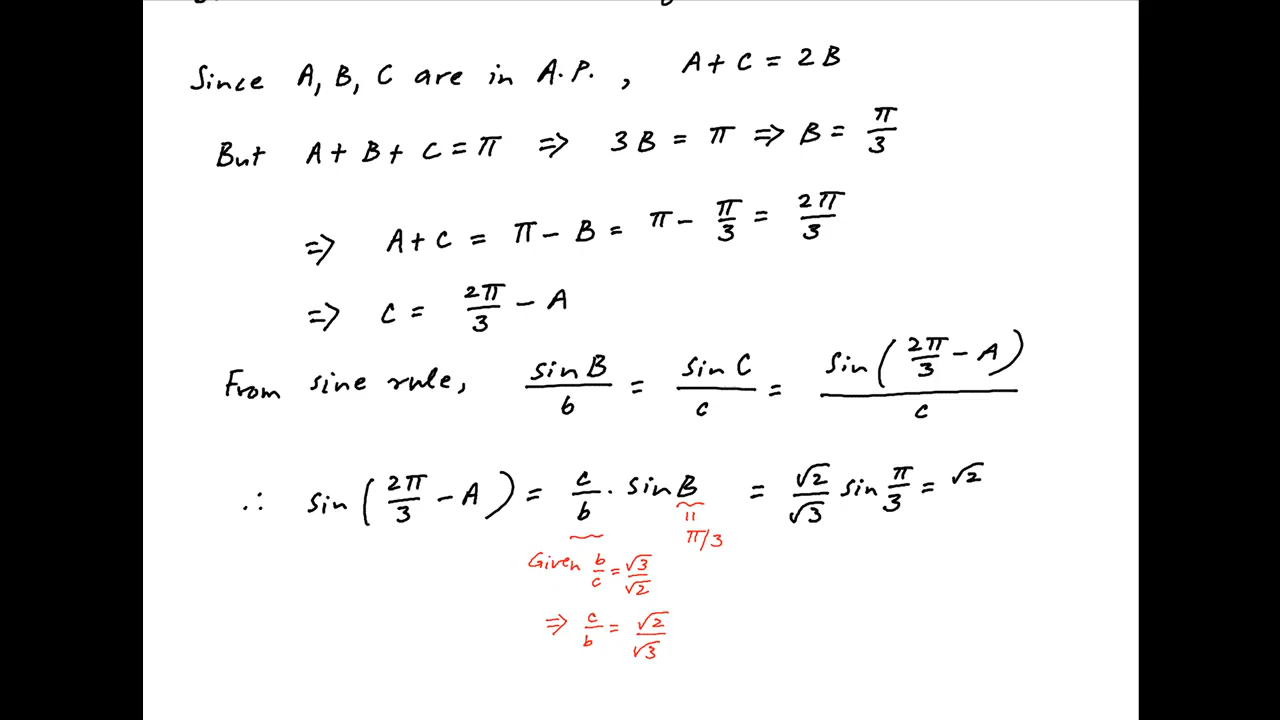 Since A, B, C are in A.P. , A + C = 2B
But A + B + C = π ⇒ 3B = π ⇒ B = π/3
⇒ A + C = π − B = π − π/3 = 2π/3
⇒ C = 2π/3 − A
From sine rule, sin B / b = sin C / c = sin(2π/3 − A) / c
∴ sin(2π/3 − A) = c/b · sin B = √2/√3 sin π/3 = √2
= π/3
Given b/c = √3/√2
⇒ c/b = √2/√3